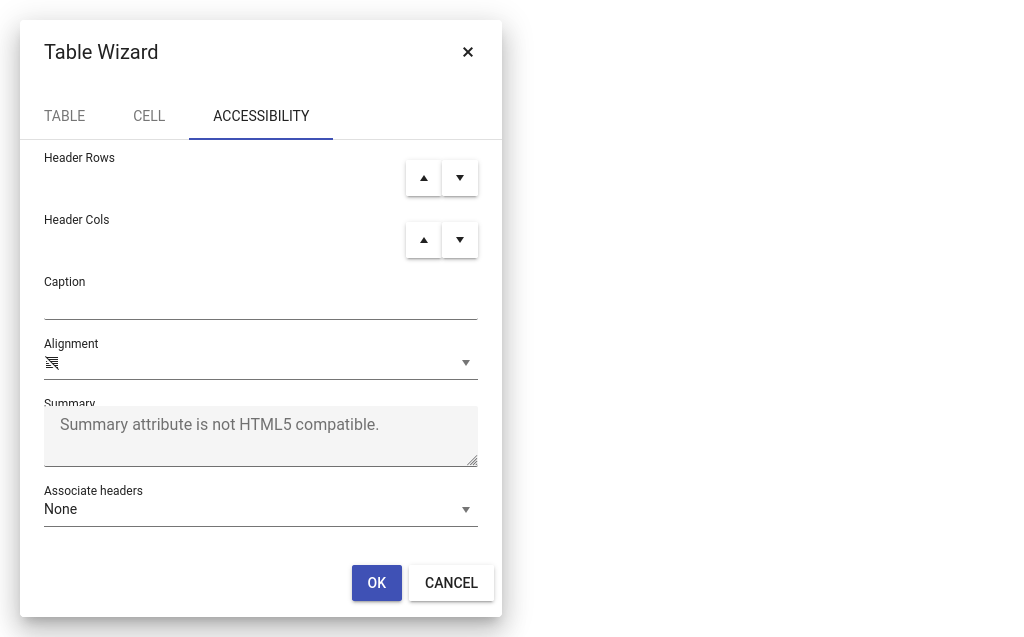 Table Wizard
TABLE CELL ACCESSIBILITY
Header Rows
Header Cols
Caption
Alignment
Summary
Summary attribute is not HTML5 compatible.
Associate headers
None
OK CANCEL